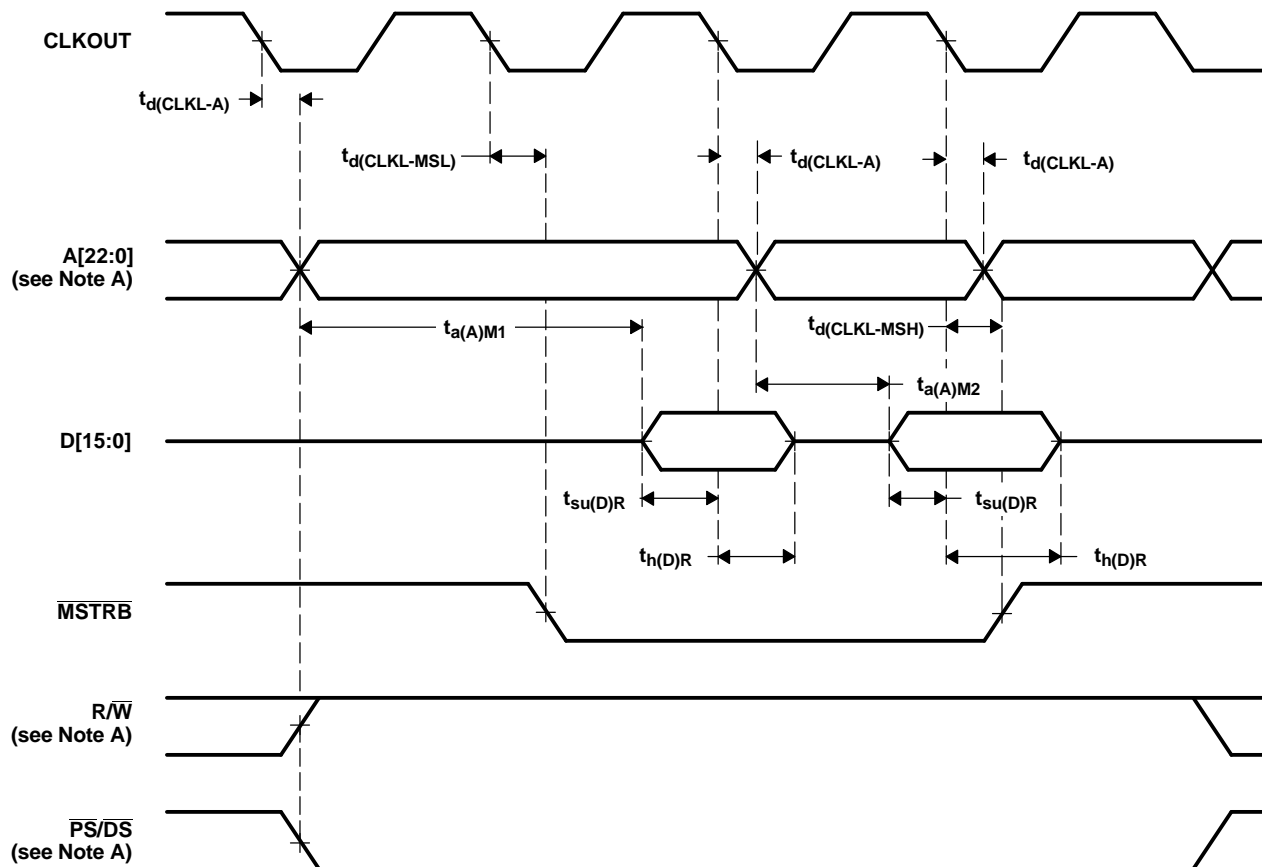 CLKOUT
td(CLKL-A)
td(CLKL-MSL)
td(CLKL-A)
td(CLKL-A)
A[22:0]
(see Note A)
ta(A)M1
td(CLKL-MSH)
ta(A)M2
D[15:0]
tsu(D)R
tsu(D)R
th(D)R
th(D)R
MSTRB
R/W
(see Note A)
PS/DS
(see Note A)